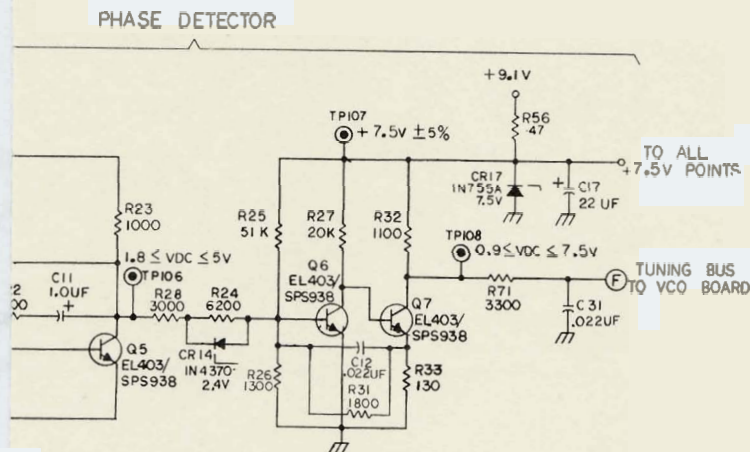 PHASE DETECTOR
+9.1V
TP107
+7.5V ±5%
R56
47
TO ALL
+7.5V POINTS
CR17
1N755A
7.5V
+
C17
22 UF
R23
1000
R25
51K
R27
20K
R32
1100
TP108
0.9≤VDC≤7.5V
1.8≤VDC≤5V
TP106
C11
1.0UF
+
R28
3000
R24
6200
Q6
EL403/
SPS938
Q7
EL403/
SPS938
R71
3300
F
TUNING BUS
TO VCO BOARD
C31
.022UF
Q5
EL403/
SPS938
CR14
1N4370
2.4V
R26
1300
C12
.022UF
R31
1800
R33
130